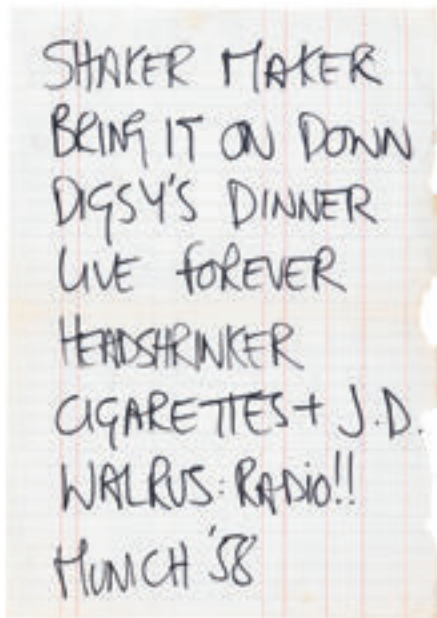 SHAKER MAKER
BRING IT ON DOWN
DIGSY'S DINNER
LIVE FOREVER
HEADSHRINKER
CIGARETTES + J.D.
WALRUS: RADIO!!
MUNICH '58